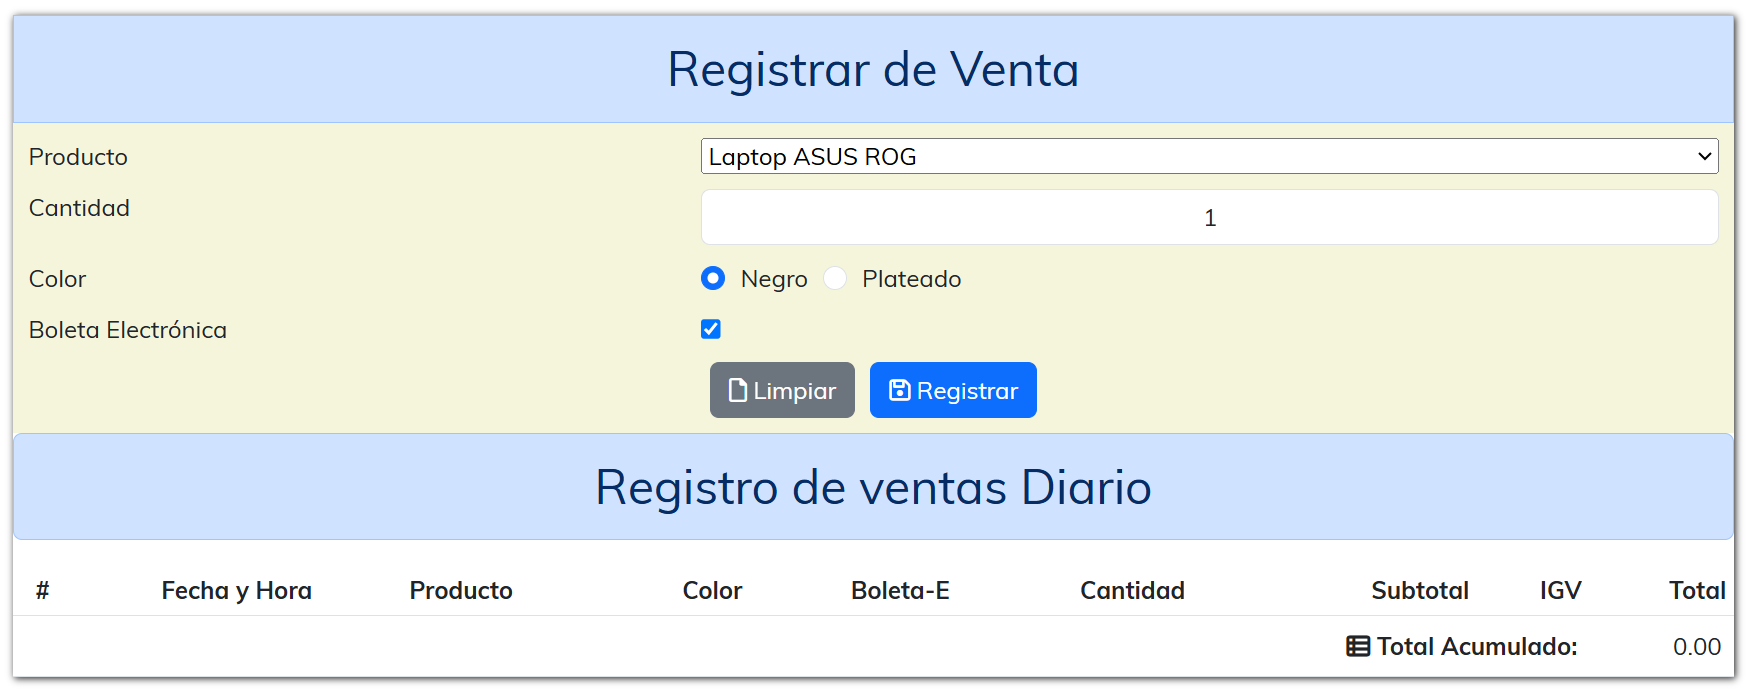 Registrar de Venta
Producto
Laptop ASUS ROG
Cantidad
1
Color
Negro Plateado
Boleta Electrónica
Limpiar Registrar
Registro de ventas Diario
# Fecha y Hora Producto Color Boleta-E Cantidad Subtotal IGV Total
Total Acumulado: 0.00